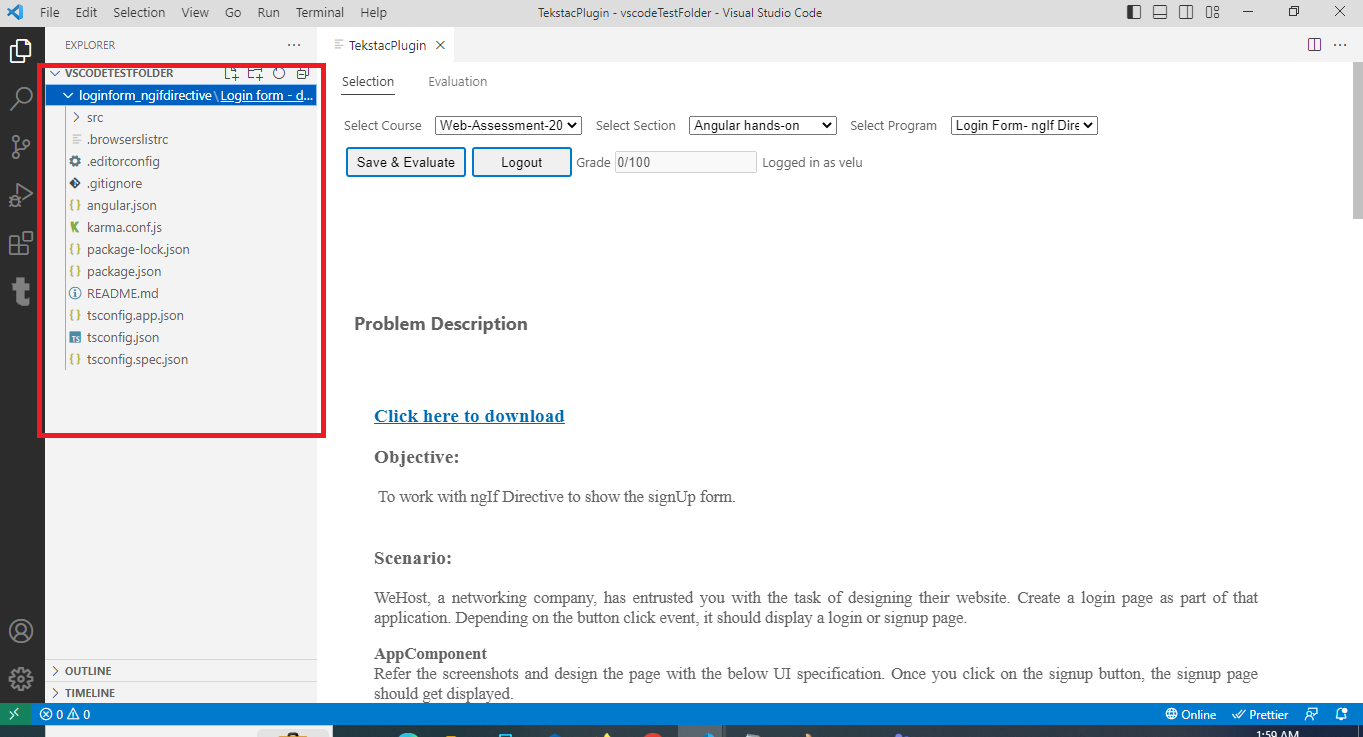 File Edit Selection View Go Run Terminal Help TekstacPlugin - vscodeTestFolder - Visual Studio Code
EXPLORER
TekstacPlugin
VSCODETESTFOLDER
loginform_ngifdirective\Login form - d...
src
.browserslistrc
.editorconfig
.gitignore
angular.json
karma.conf.js
package-lock.json
package.json
README.md
tsconfig.app.json
tsconfig.json
tsconfig.spec.json
OUTLINE
TIMELINE
Selection Evaluation
Select Course Web-Assessment-20 Select Section Angular hands-on Select Program Login Form- ngIf Dire
Save & Evaluate Logout Grade 0/100 Logged in as velu
Problem Description
Click here to download
Objective:
To work with ngIf Directive to show the signUp form.
Scenario:
WeHost, a networking company, has entrusted you with the task of designing their website. Create a login page as part of that
application. Depending on the button click event, it should display a login or signup page.
AppComponent
Refer the screenshots and design the page with the below UI specification. Once you click on the signup button, the signup page
should get displayed.
0 0 Online Prettier
1:59 AM